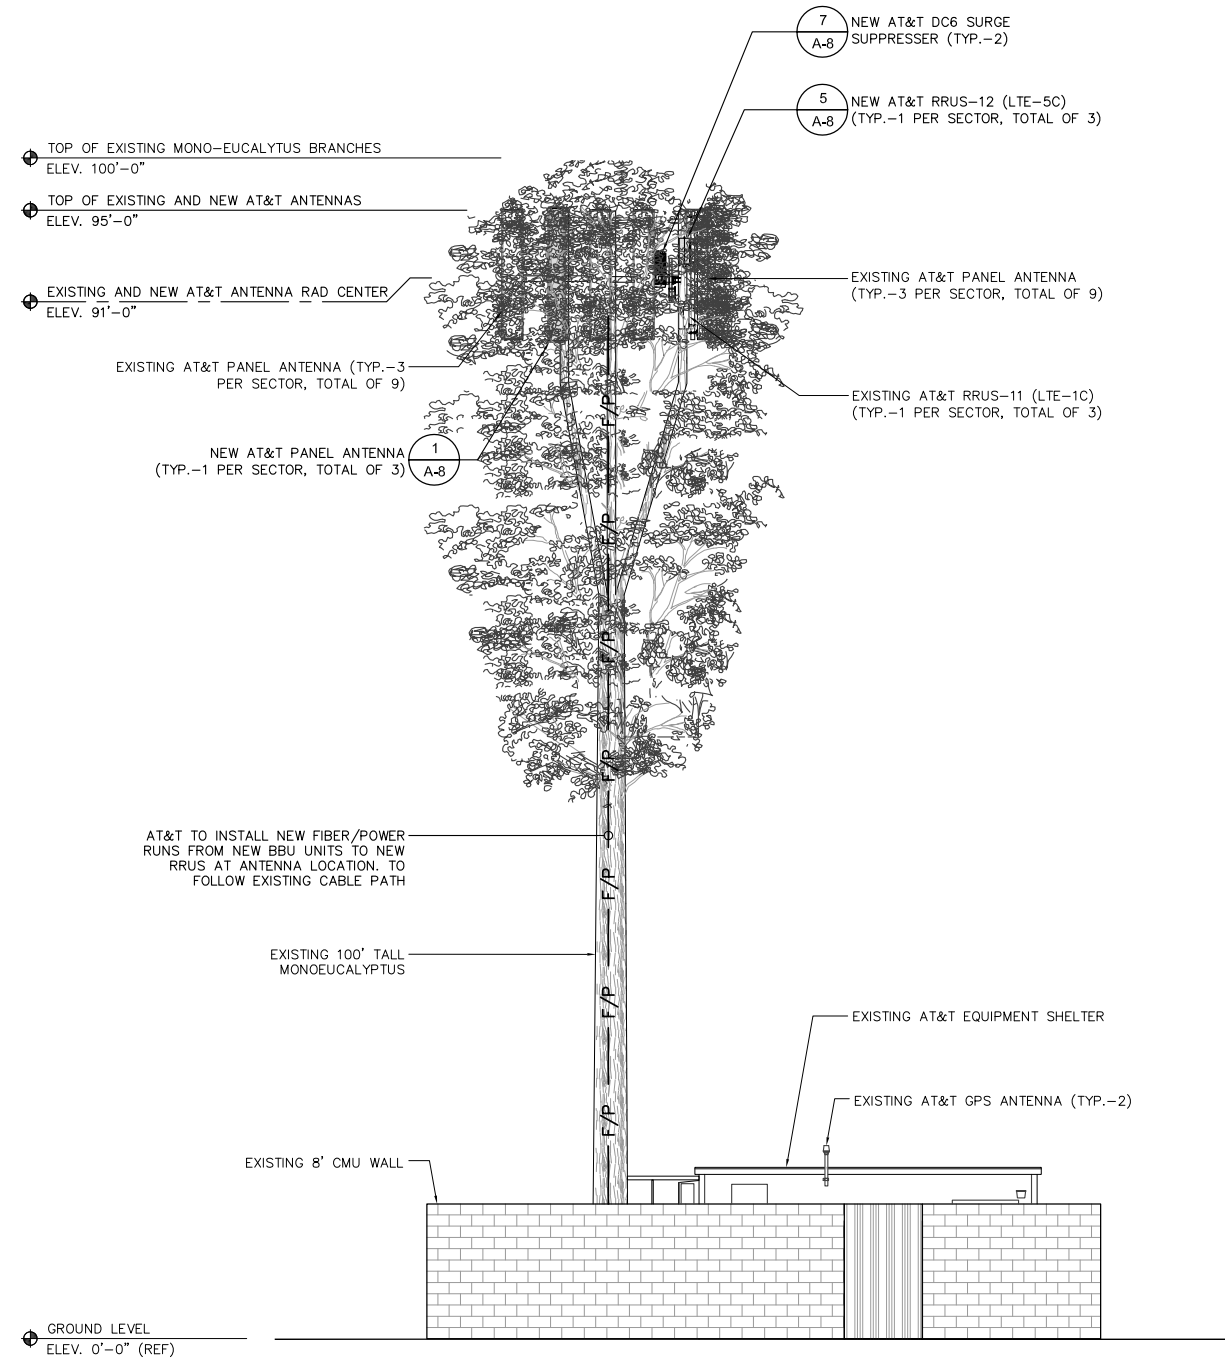 7
A-8
NEW AT&T DC6 SURGE
SUPPRESSER (TYP.-2)
5
A-8
NEW AT&T RRUS-12 (LTE-5C)
(TYP.-1 PER SECTOR, TOTAL OF 3)
TOP OF EXISTING MONO-EUCALYTUS BRANCHES
ELEV. 100'-0"
TOP OF EXISTING AND NEW AT&T ANTENNAS
ELEV. 95'-0"
EXISTING AND NEW AT&T ANTENNA RAD CENTER
ELEV. 91'-0"
EXISTING AT&T PANEL ANTENNA
(TYP.-3 PER SECTOR, TOTAL OF 9)
EXISTING AT&T PANEL ANTENNA (TYP.-3
PER SECTOR, TOTAL OF 9)
EXISTING AT&T RRUS-11 (LTE-1C)
(TYP.-1 PER SECTOR, TOTAL OF 3)
NEW AT&T PANEL ANTENNA
(TYP.-1 PER SECTOR, TOTAL OF 3)
1
A-8
F/P
F/P
F/P
F/P
AT&T TO INSTALL NEW FIBER/POWER
RUNS FROM NEW BBU UNITS TO NEW
RRUS AT ANTENNA LOCATION. TO
FOLLOW EXISTING CABLE PATH
F/P
EXISTING 100' TALL
MONOEUCALYPTUS
F/P
EXISTING AT&T EQUIPMENT SHELTER
EXISTING AT&T GPS ANTENNA (TYP.-2)
F/P
EXISTING 8' CMU WALL
GROUND LEVEL
ELEV. 0'-0" (REF)